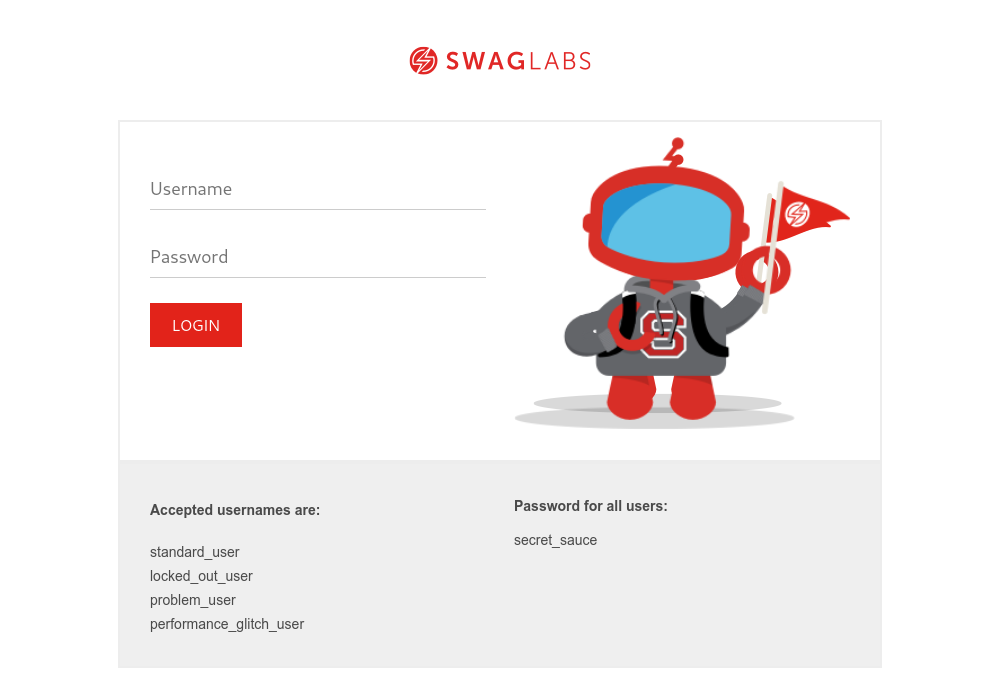 SWAGLABS
Username
Password
LOGIN
S
Accepted usernames are:
standard_user
locked_out_user
problem_user
performance_glitch_user
Password for all users:
secret_sauce